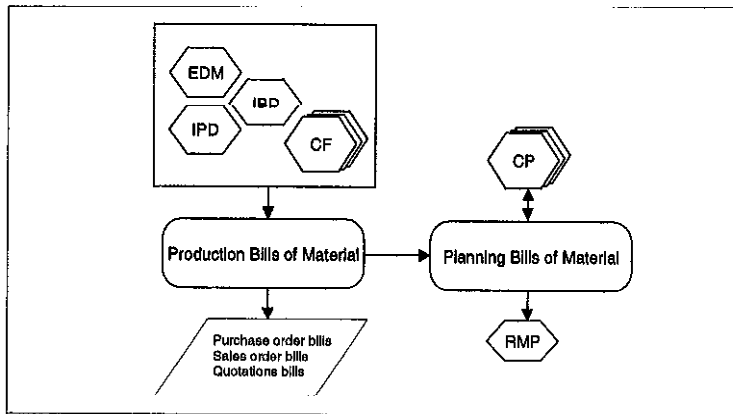 EDM
IBD
IPD
CF
CP
Production Bills of Material
Planning Bills of Material
Purchase order bills
Sales order bills
Quotations bills
RMP